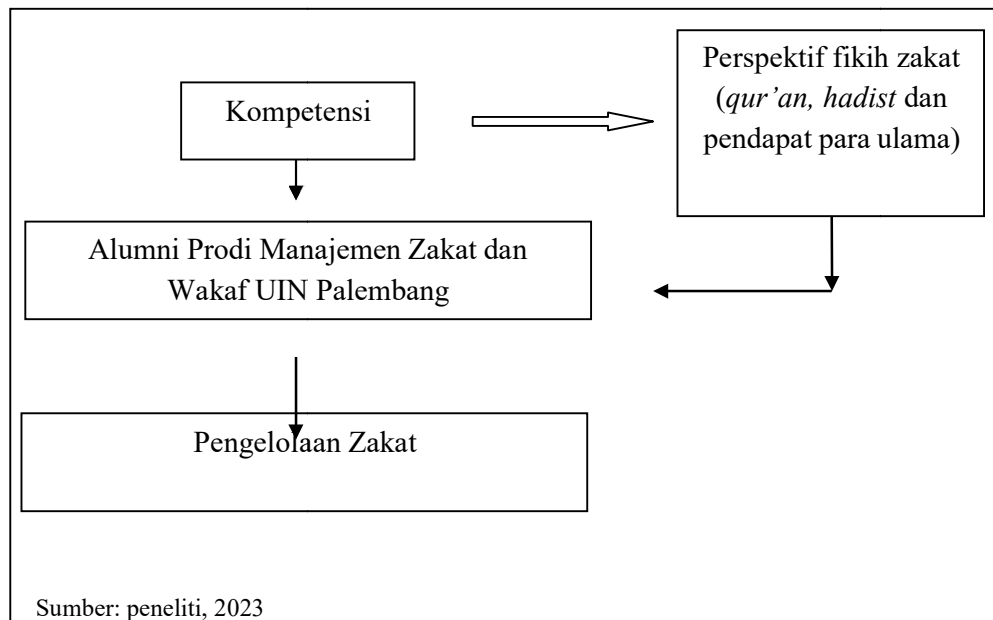 Kompetensi
Perspektif fikih zakat
(qur’an, hadist dan
pendapat para ulama)
Alumni Prodi Manajemen Zakat dan
Wakaf UIN Palembang
Pengelolaan Zakat
Sumber: peneliti, 2023